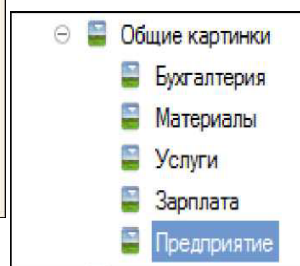 Общие картинки
Бухгалтерия
Материалы
Услуги
Зарплата
Предприятие